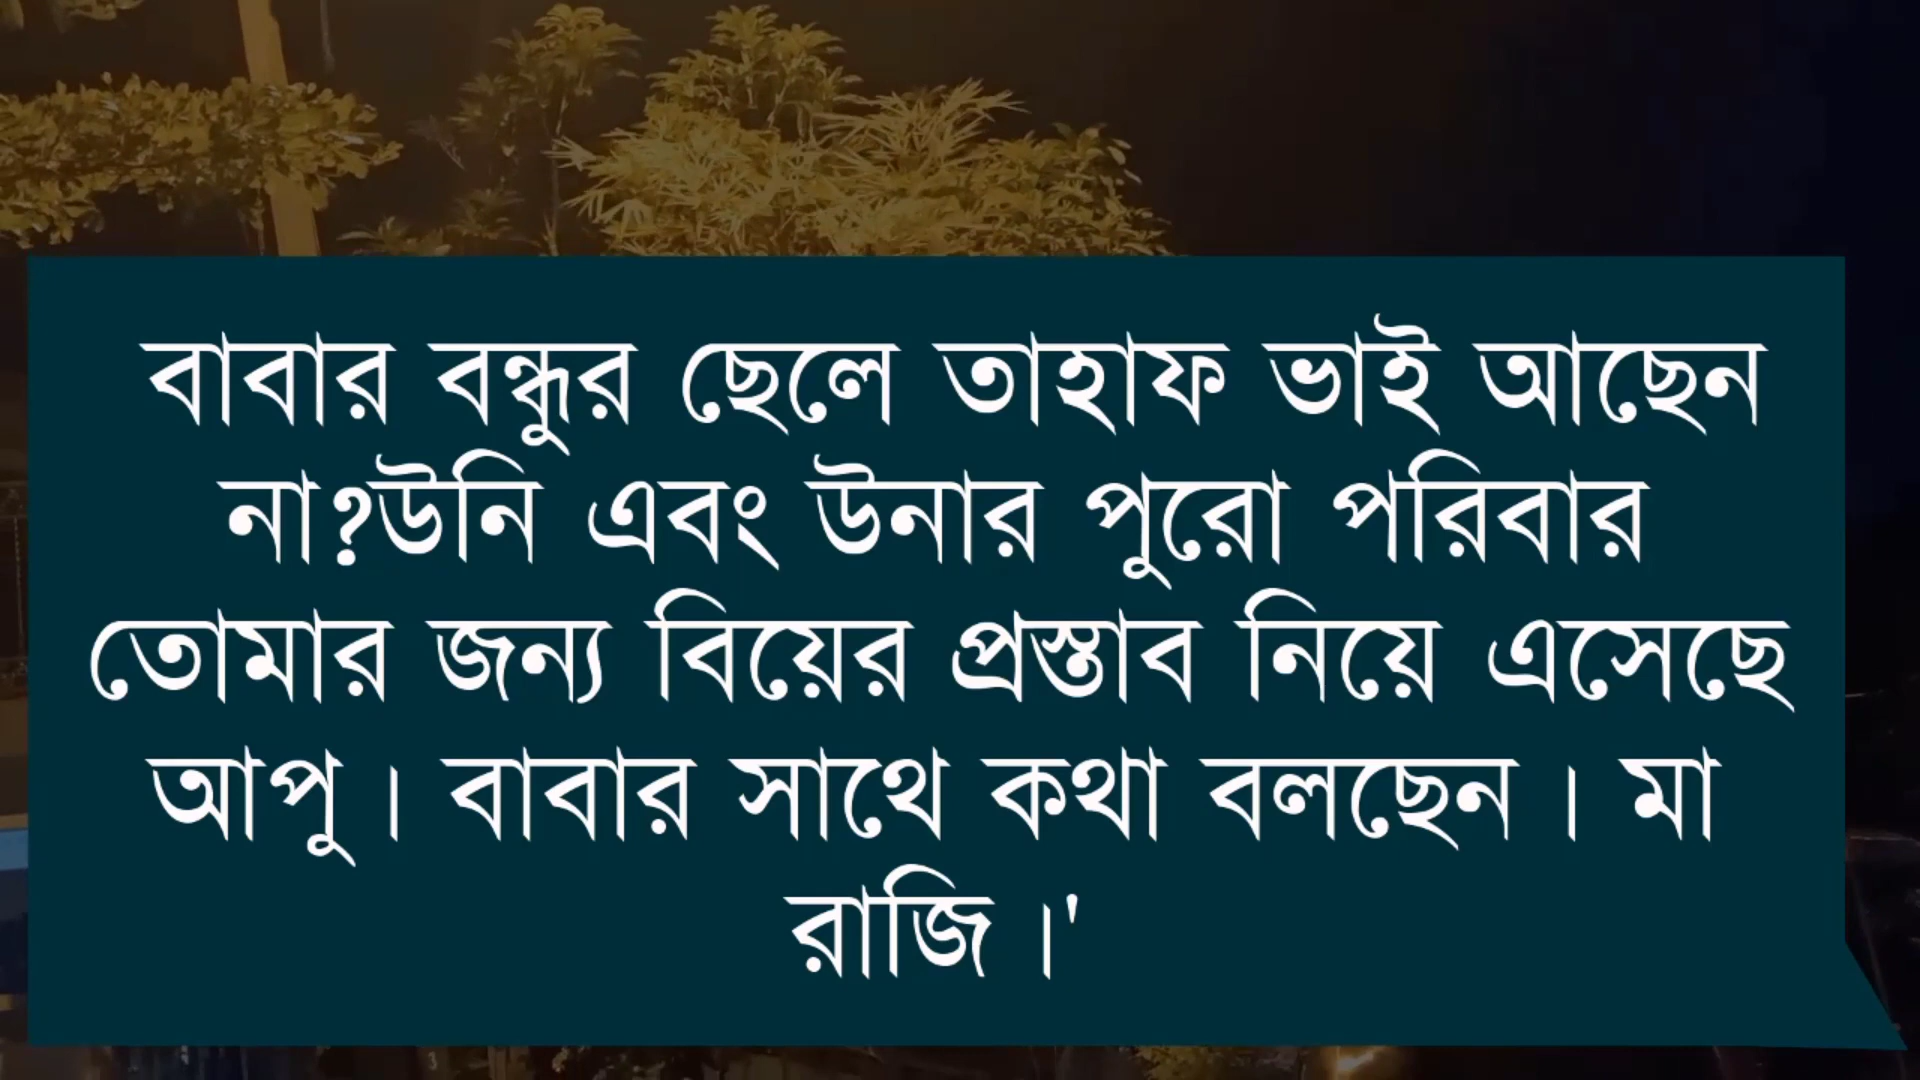 বাবার বন্ধুর ছেলে তাহাফ ভাই আছেন
না?উনি এবং উনার পুরো পরিবার
তোমার জন্য বিয়ের প্রস্তাব নিয়ে এসেছে
আপু। বাবার সাথে কথা বলছেন। মা
রাজি।'